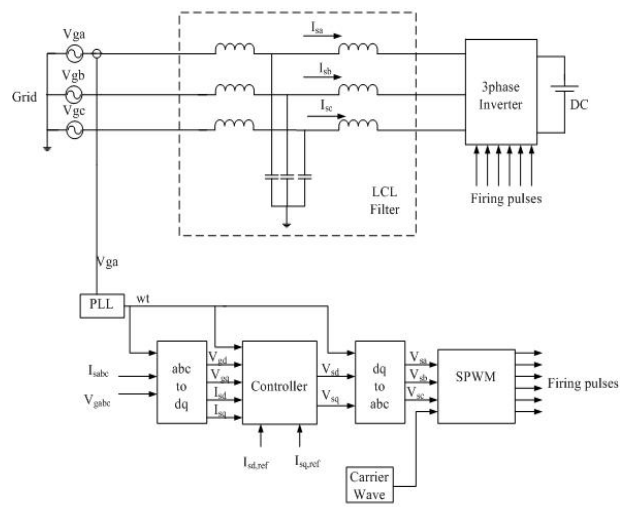 Vga
Isa
Vgb
Isb
3phase
Inverter
Grid
DC
Vgc
Isc
LCL
Filter
Firing pulses
Vga
PLL
wt
Isabc
Vgabc
abc
to
dq
Vgd
Vgq
Isd
Isq
Controller
Vsd
Vsq
dq
to
abc
Vsa
Vsb
Vsc
SPWM
Firing pulses
Isd,ref
Isq,ref
Carrier
Wave